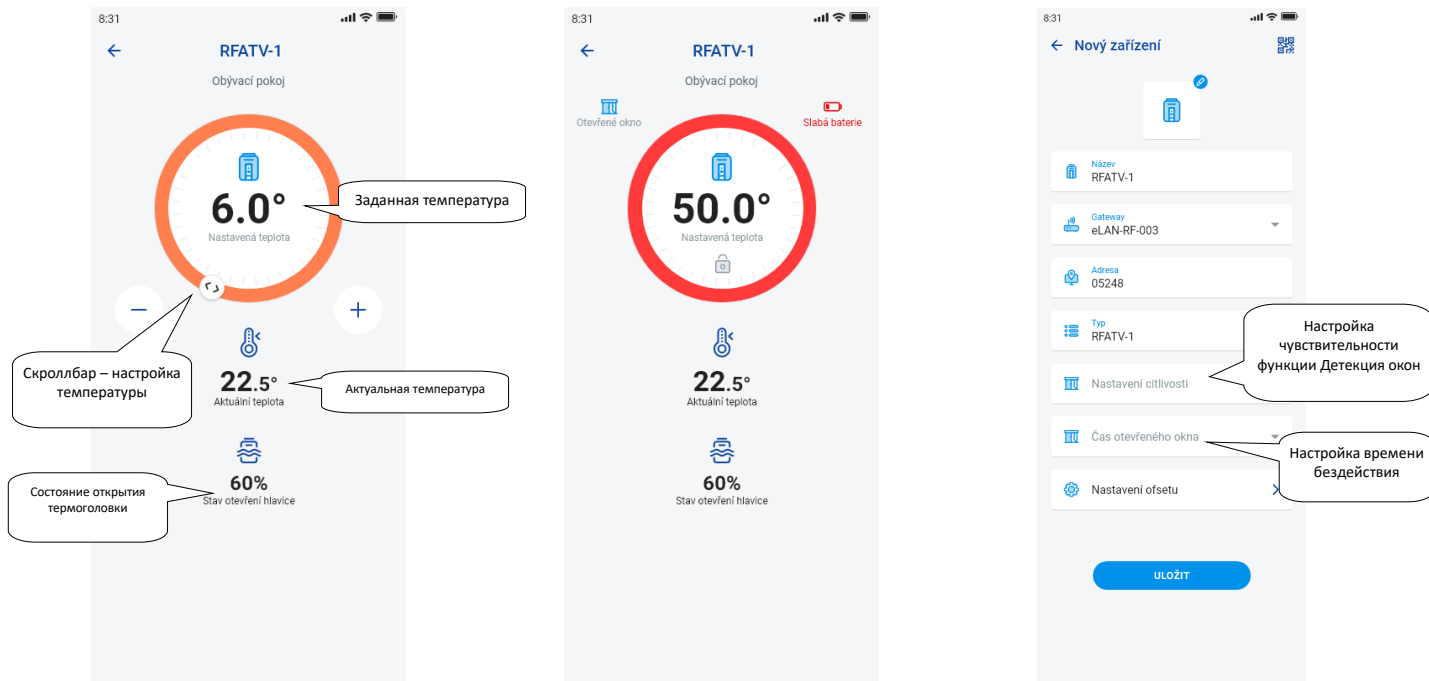 8:31
RFATV-1
Obývací pokoj
6.0°
Nastavená teplota
Заданная температура
Скроллбар – настройка
температуры
22.5°
Aktuální teplota
Актуальная температура
60%
Stav otevření hlavice
Состояние открытия
термоголовки
8:31
RFATV-1
Obývací pokoj
Otevřené okno
Slabá baterie
50.0°
Nastavená teplota
22.5°
Aktuální teplota
60%
Stav otevření hlavice
8:31
Nový zařízení
Název
RFATV-1
Gateway
eLAN-RF-003
Adresa
05248
Typ
RFATV-1
Настройка
чувствительности
функции Детекция окон
Nastavení citlivosti
Čas otevřeného okna
Настройка времени
бездействия
Nastavení ofsetu
ULOŽIT